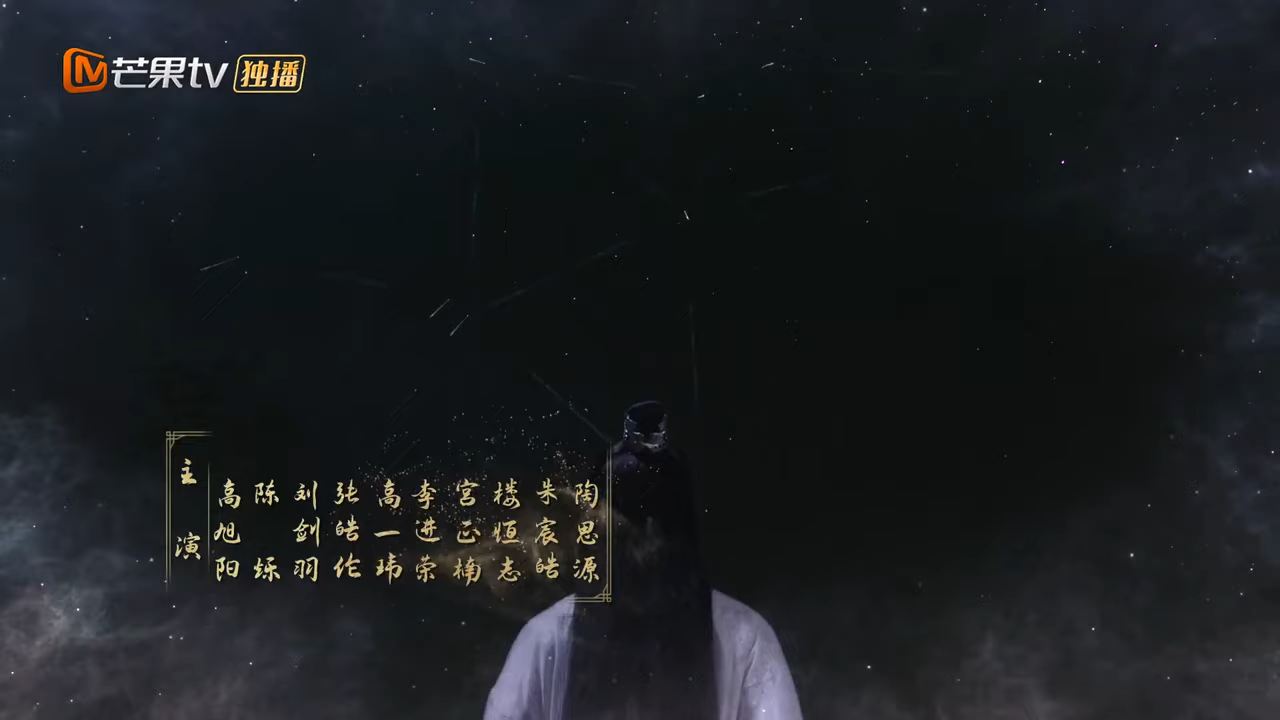 芒果tv 独播
主演
高旭阳
陈烁
刘剑羽
张皓伦
高一玮
李进荣
宫正楠
楼恒志
朱宸皓
陶思源